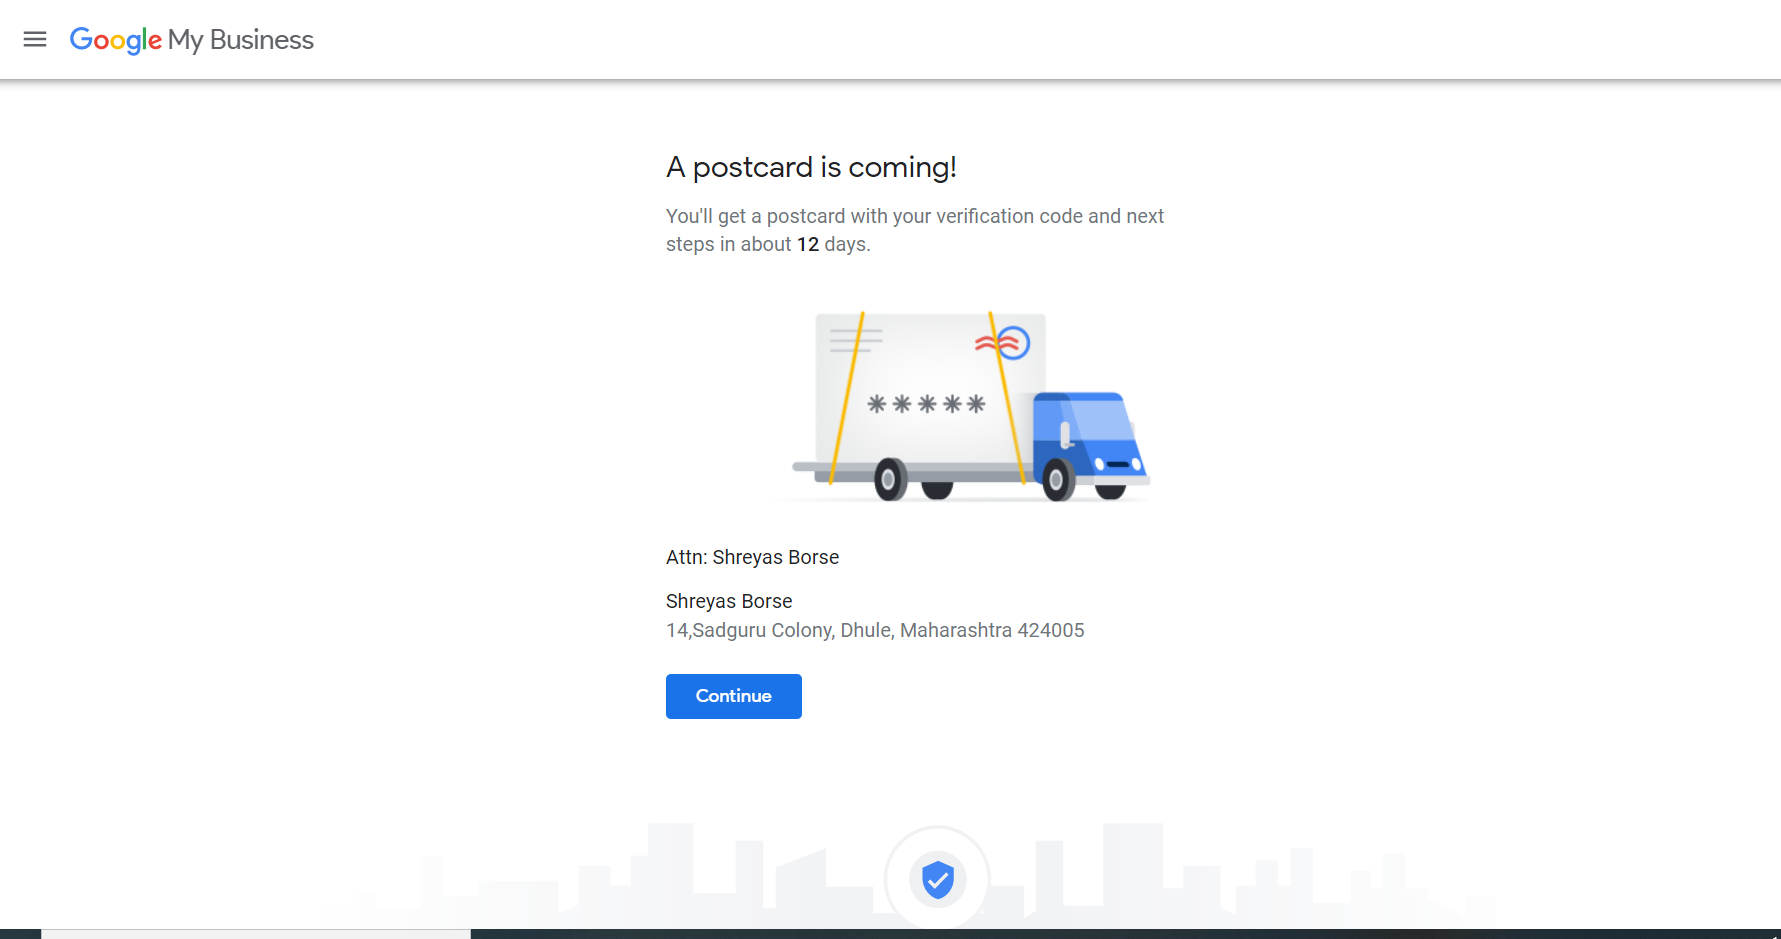 Google My Business
A postcard is coming!
You'll get a postcard with your verification code and next
steps in about 12 days.
*****
Attn: Shreyas Borse
Shreyas Borse
14,Sadguru Colony, Dhule, Maharashtra 424005
Continue